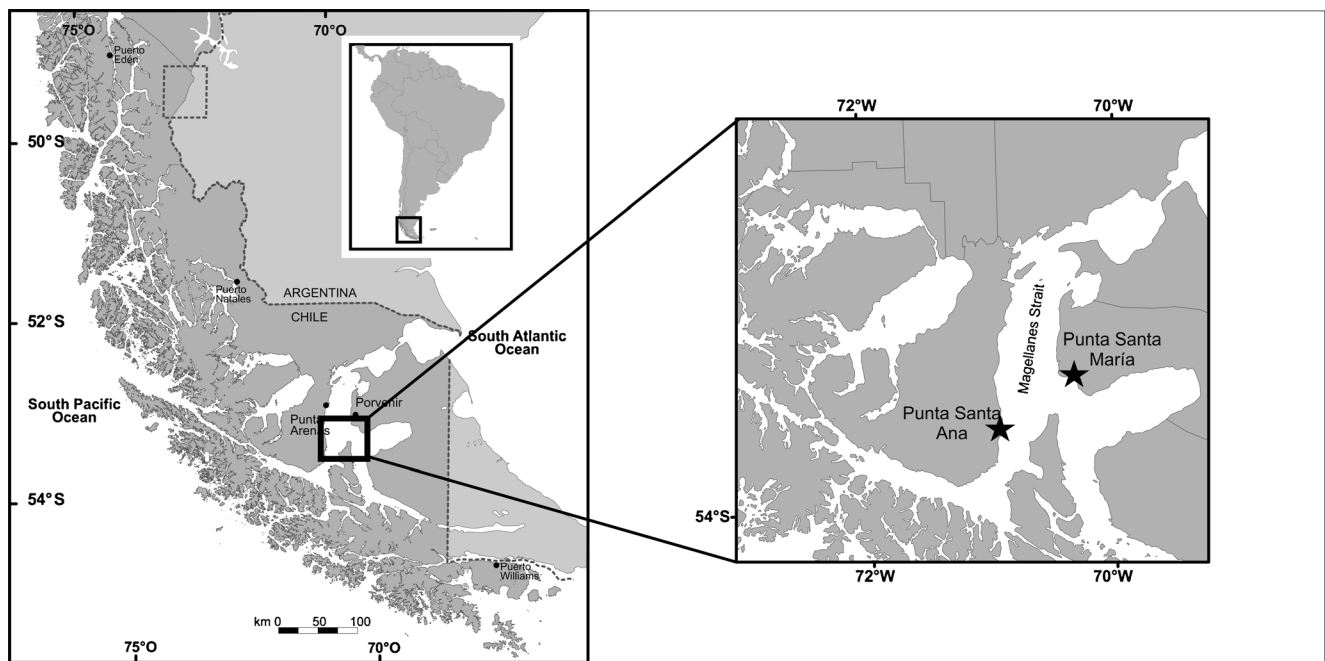 75°O
70°O
Puerto
Edén
50°S
Puerto
Natales
ARGENTINA
CHILE
52°S
South Atlantic
Ocean
South Pacific
Ocean
Porvenir
Punta
Arenas
54°S
Puerto
Williams
km 0 50 100
75°O
70°O
72°W
70°W
Magellanes Strait
Punta Santa
María
Punta Santa
Ana
54°S
72°W
70°W